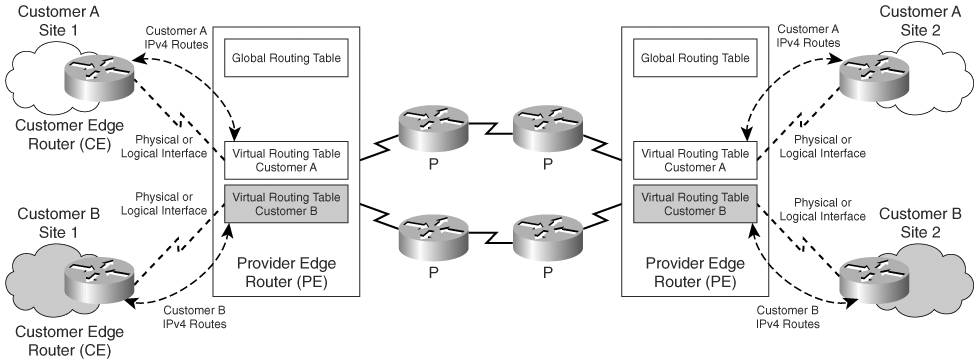 Customer A
Site 1
Customer A
IPv4 Routes
Customer Edge
Router (CE)
Physical or
Logical Interface
Global Routing Table
Virtual Routing Table
Customer A
Virtual Routing Table
Customer B
Provider Edge
Router (PE)
Physical or
Logical Interface
Customer B
Site 1
Customer B
IPv4 Routes
Customer Edge
Router (CE)
P
P
P
P
Global Routing Table
Virtual Routing Table
Customer A
Virtual Routing Table
Customer B
Provider Edge
Router (PE)
Customer A
IPv4 Routes
Customer A
Site 2
Physical or
Logical Interface
Physical or
Logical Interface
Customer B
Site 2
Customer B
IPv4 Routes